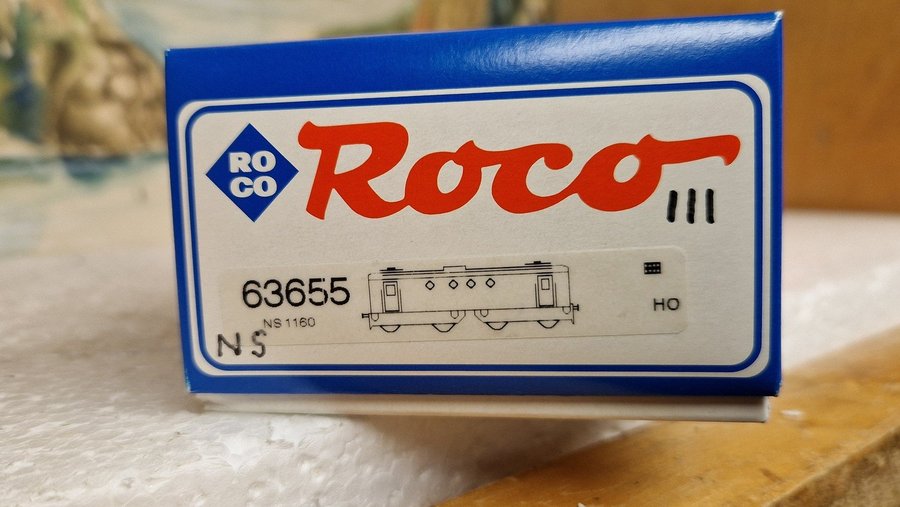 RO
CO
Roco
III
63655
NS 1160
HO
NS